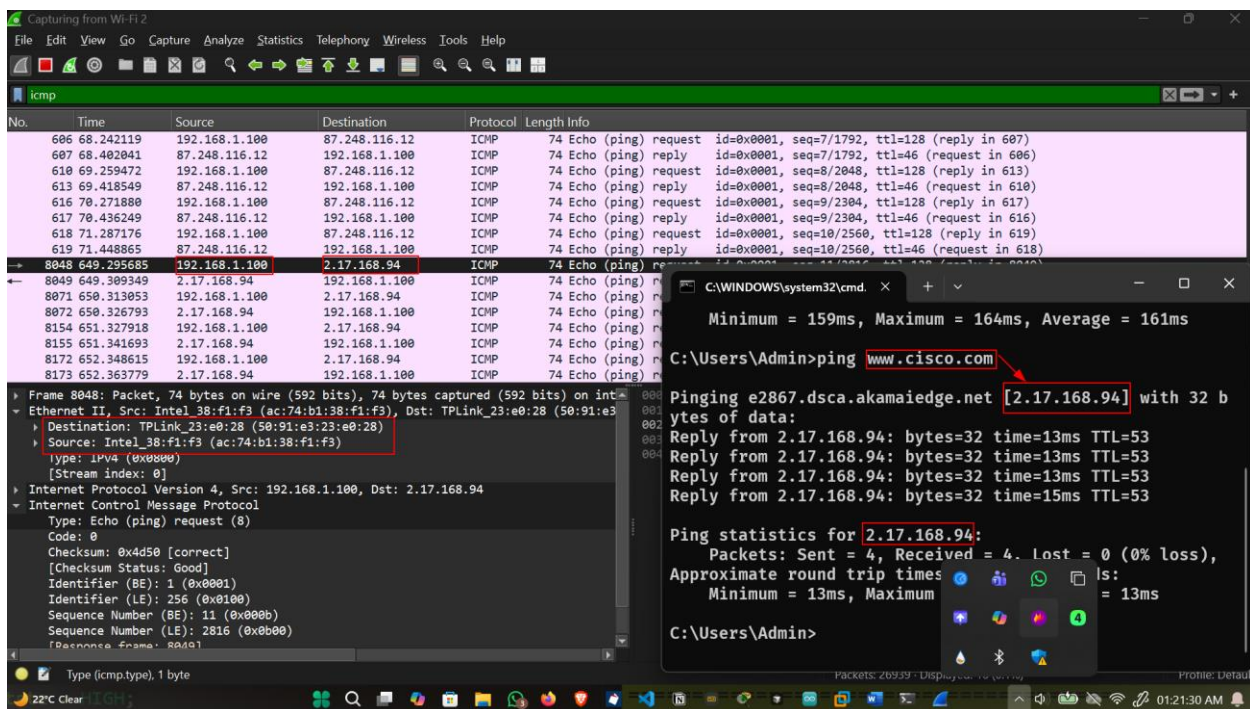 Capturing from Wi-Fi 2
File Edit View Go Capture Analyze Statistics Telephony Wireless Tools Help
icmp
No. Time Source Destination Protocol Length Info
606 68.242119 192.168.1.100 87.248.116.12 ICMP 74 Echo (ping) request id=0x0001, seq=7/1792, ttl=128 (reply in 607)
607 68.402041 87.248.116.12 192.168.1.100 ICMP 74 Echo (ping) reply id=0x0001, seq=7/1792, ttl=46 (request in 606)
610 69.259472 192.168.1.100 87.248.116.12 ICMP 74 Echo (ping) request id=0x0001, seq=8/2048, ttl=128 (reply in 613)
613 69.418549 87.248.116.12 192.168.1.100 ICMP 74 Echo (ping) reply id=0x0001, seq=8/2048, ttl=46 (request in 610)
616 70.271880 192.168.1.100 87.248.116.12 ICMP 74 Echo (ping) request id=0x0001, seq=9/2304, ttl=128 (reply in 617)
617 70.436249 87.248.116.12 192.168.1.100 ICMP 74 Echo (ping) reply id=0x0001, seq=9/2304, ttl=46 (request in 616)
618 71.287176 192.168.1.100 87.248.116.12 ICMP 74 Echo (ping) request id=0x0001, seq=10/2560, ttl=128 (reply in 619)
619 71.448865 87.248.116.12 192.168.1.100 ICMP 74 Echo (ping) reply id=0x0001, seq=10/2560, ttl=46 (request in 618)
8048 649.295685 192.168.1.100 2.17.168.94 ICMP 74 Echo (ping)
8049 649.309349 2.17.168.94 192.168.1.100 ICMP 74 Echo (ping)
8071 650.313053 192.168.1.100 2.17.168.94 ICMP 74 Echo (ping)
8072 650.326793 2.17.168.94 192.168.1.100 ICMP 74 Echo (ping)
8154 651.327918 192.168.1.100 2.17.168.94 ICMP 74 Echo (ping)
8155 651.341693 2.17.168.94 192.168.1.100 ICMP 74 Echo (ping)
8172 652.348615 192.168.1.100 2.17.168.94 ICMP 74 Echo (ping)
8173 652.363779 2.17.168.94 192.168.1.100 ICMP 74 Echo (ping)
Frame 8048: Packet, 74 bytes on wire (592 bits), 74 bytes captured (592 bits) on int
Ethernet II, Src: Intel_38:f1:f3 (ac:74:b1:38:f1:f3), Dst: TPLink_23:e0:28 (50:91:e3
Destination: TPLink_23:e0:28 (50:91:e3:23:e0:28)
Source: Intel_38:f1:f3 (ac:74:b1:38:f1:f3)
Type: IPv4 (0x0800)
[Stream index: 0]
Internet Protocol Version 4, Src: 192.168.1.100, Dst: 2.17.168.94
Internet Control Message Protocol
Type: Echo (ping) request (8)
Code: 0
Checksum: 0x4d50 [correct]
[Checksum Status: Good]
Identifier (BE): 1 (0x0001)
Identifier (LE): 256 (0x0100)
Sequence Number (BE): 11 (0x000b)
Sequence Number (LE): 2816 (0x0b00)
[Response frame: 8049]
C:\WINDOWS\system32\cmd.
Minimum = 159ms, Maximum = 164ms, Average = 161ms
C:\Users\Admin>ping www.cisco.com
Pinging e2867.dsca.akamaiedge.net [2.17.168.94] with 32 b
ytes of data:
Reply from 2.17.168.94: bytes=32 time=13ms TTL=53
Reply from 2.17.168.94: bytes=32 time=13ms TTL=53
Reply from 2.17.168.94: bytes=32 time=13ms TTL=53
Reply from 2.17.168.94: bytes=32 time=15ms TTL=53
Ping statistics for 2.17.168.94:
Packets: Sent = 4, Received = 4, Lost = 0 (0% loss),
Approximate round trip times
Minimum = 13ms, Maximum = 13ms
C:\Users\Admin>
Type (icmp.type), 1 byte
Packets: 26939
22°C Clear
01:21:30 AM